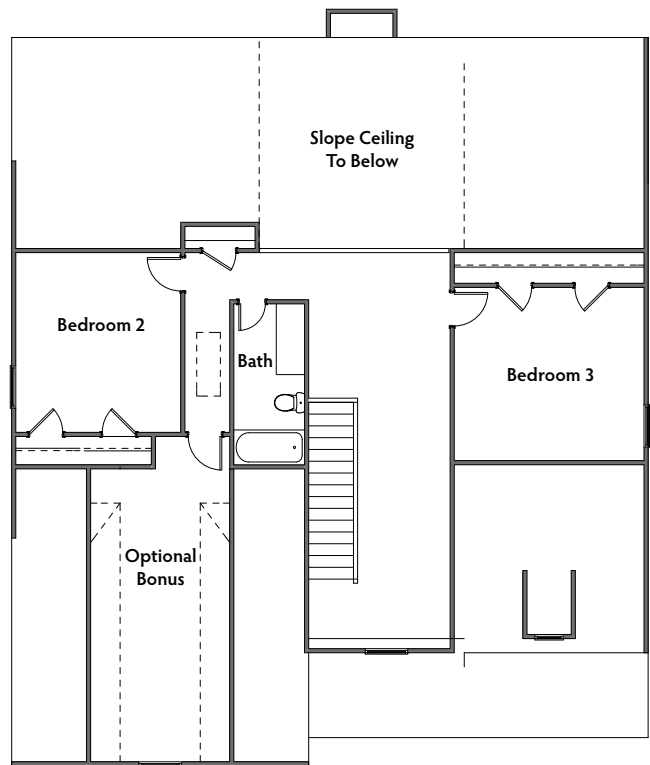 Slope Ceiling
To Below
Bedroom 2
Bath
Bedroom 3
Optional
Bonus